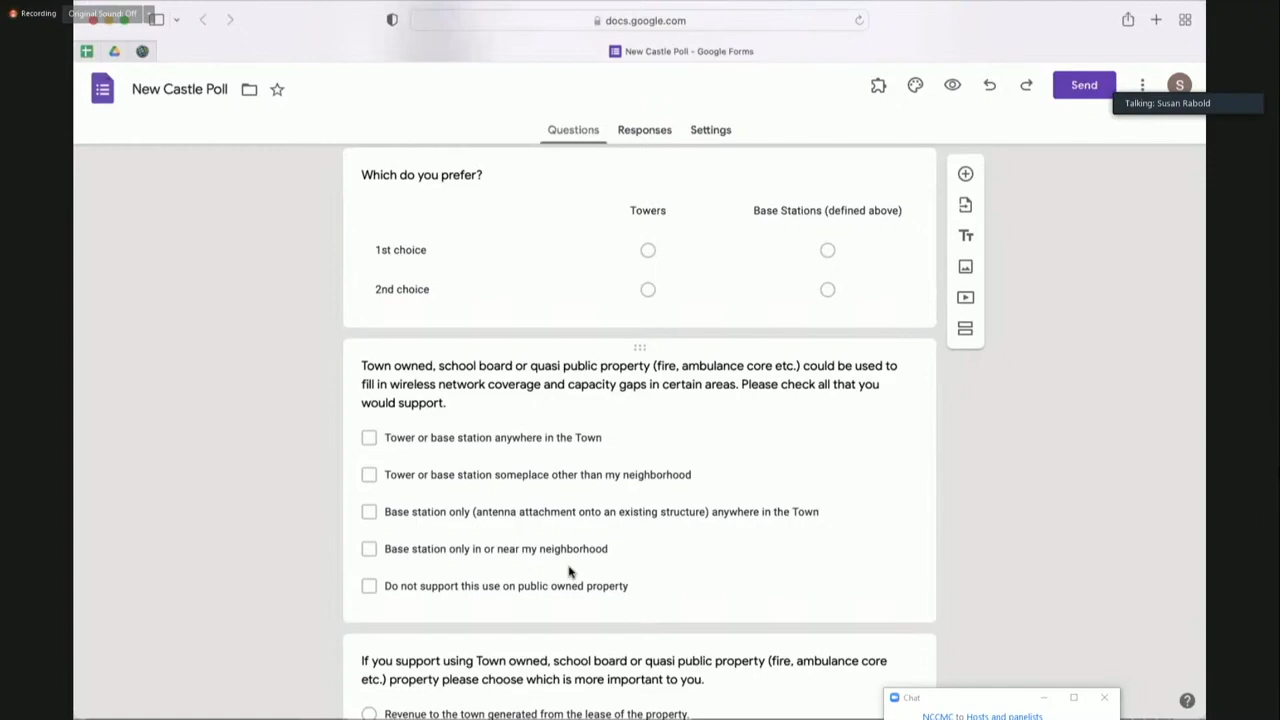 Recording
Original Sound: Off
docs.google.com
New Castle Poll - Google Forms
New Castle Poll
Send
S
Talking: Susan Rabold
Questions
Responses
Settings
Which do you prefer?
Towers
Base Stations (defined above)
1st choice
2nd choice
Tt
Town owned, school board or quasi public property (fire, ambulance core etc.) could be used to
fill in wireless network coverage and capacity gaps in certain areas. Please check all that you
would support.
Tower or base station anywhere in the Town
Tower or base station someplace other than my neighborhood
Base station only (antenna attachment onto an existing structure) anywhere in the Town
Base station only in or near my neighborhood
Do not support this use on public owned property
If you support using Town owned, school board or quasi public property (fire, ambulance core
etc.) property please choose which is more important to you.
Revenue to the town generated from the lease of the property.
Chat
NCCMC to Hosts and panelists